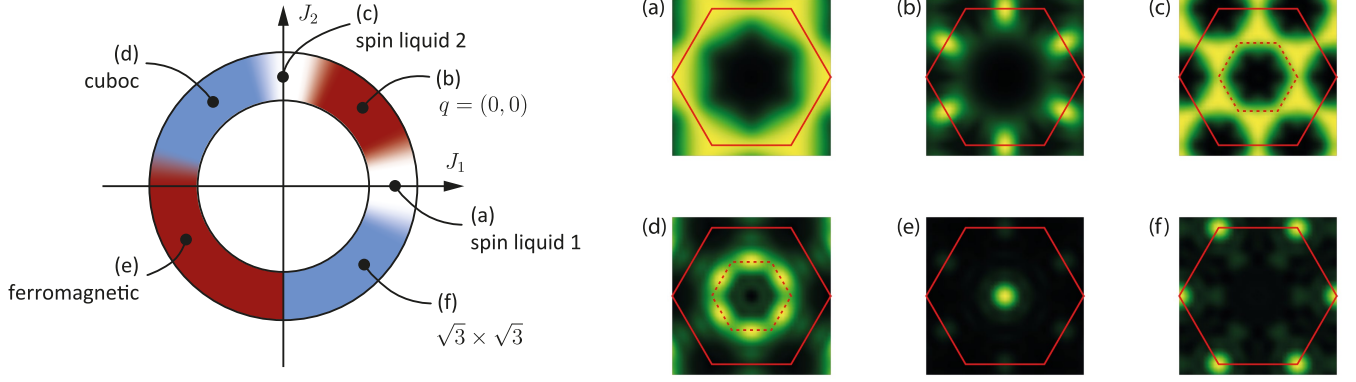 J₂
(c)
spin liquid 2
(d)
cuboc
(b)
q = (0, 0)
J₁
(a)
spin liquid 1
(e)
ferromagnetic
(f)
√3 × √3
(a)
(b)
(c)
(d)
(e)
(f)